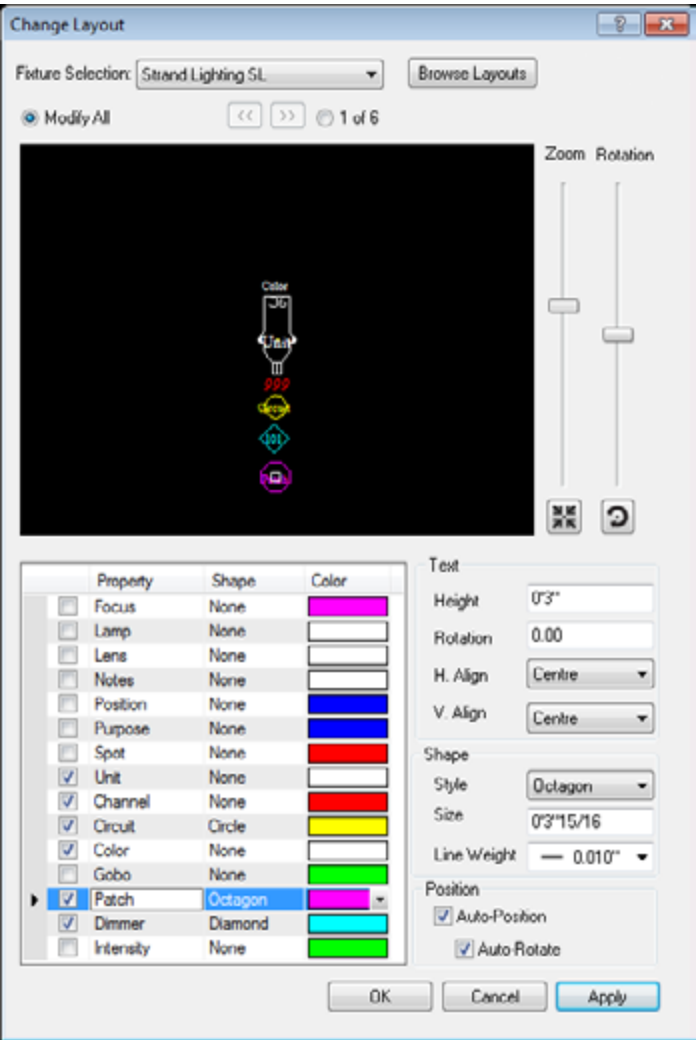 Change Layout
Fixture Selection: Strand Lighting SL Browse Layouts
Modify All << >> 1 of 6
Zoom Rotation
Color
Unit
999
Circuit
101
Property Shape Color
Focus None
Lamp None
Lens None
Notes None
Position None
Purpose None
Spot None
Unit None
Channel None
Circuit Circle
Color None
Gobo None
Patch Octagon
Dimmer Diamond
Intensity None
Text
Height 0'3"
Rotation 0.00
H. Align Centre
V. Align Centre
Shape
Style Octagon
Size 0'3"15/16
Line Weight 0.010"
Position
Auto-Position
Auto-Rotate
OK Cancel Apply